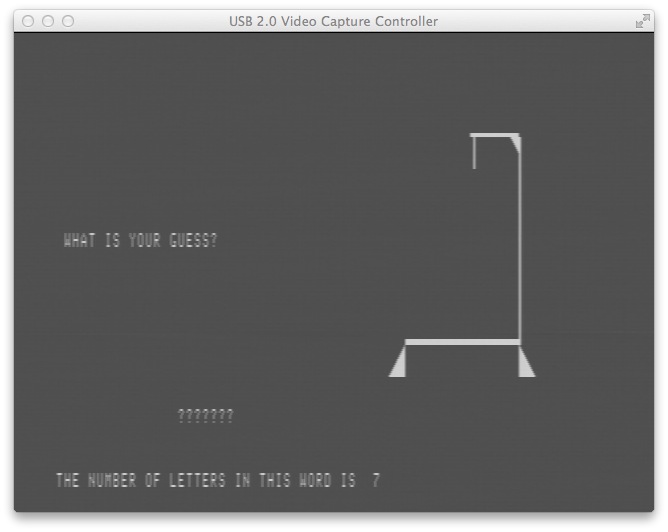 USB 2.0 Video Capture Controller
WHAT IS YOUR GUESS?
???????
THE NUMBER OF LETTERS IN THIS WORD IS 7